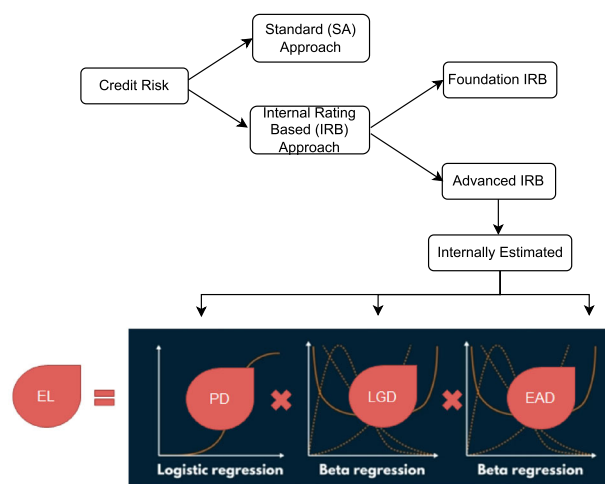 Standard (SA)
Approach
Credit Risk
Foundation IRB
Internal Rating
Based (IRB)
Approach
Advanced IRB
Internally Estimated
EL
PD
LGD
EAD
Logistic regression
Beta regression
Beta regression